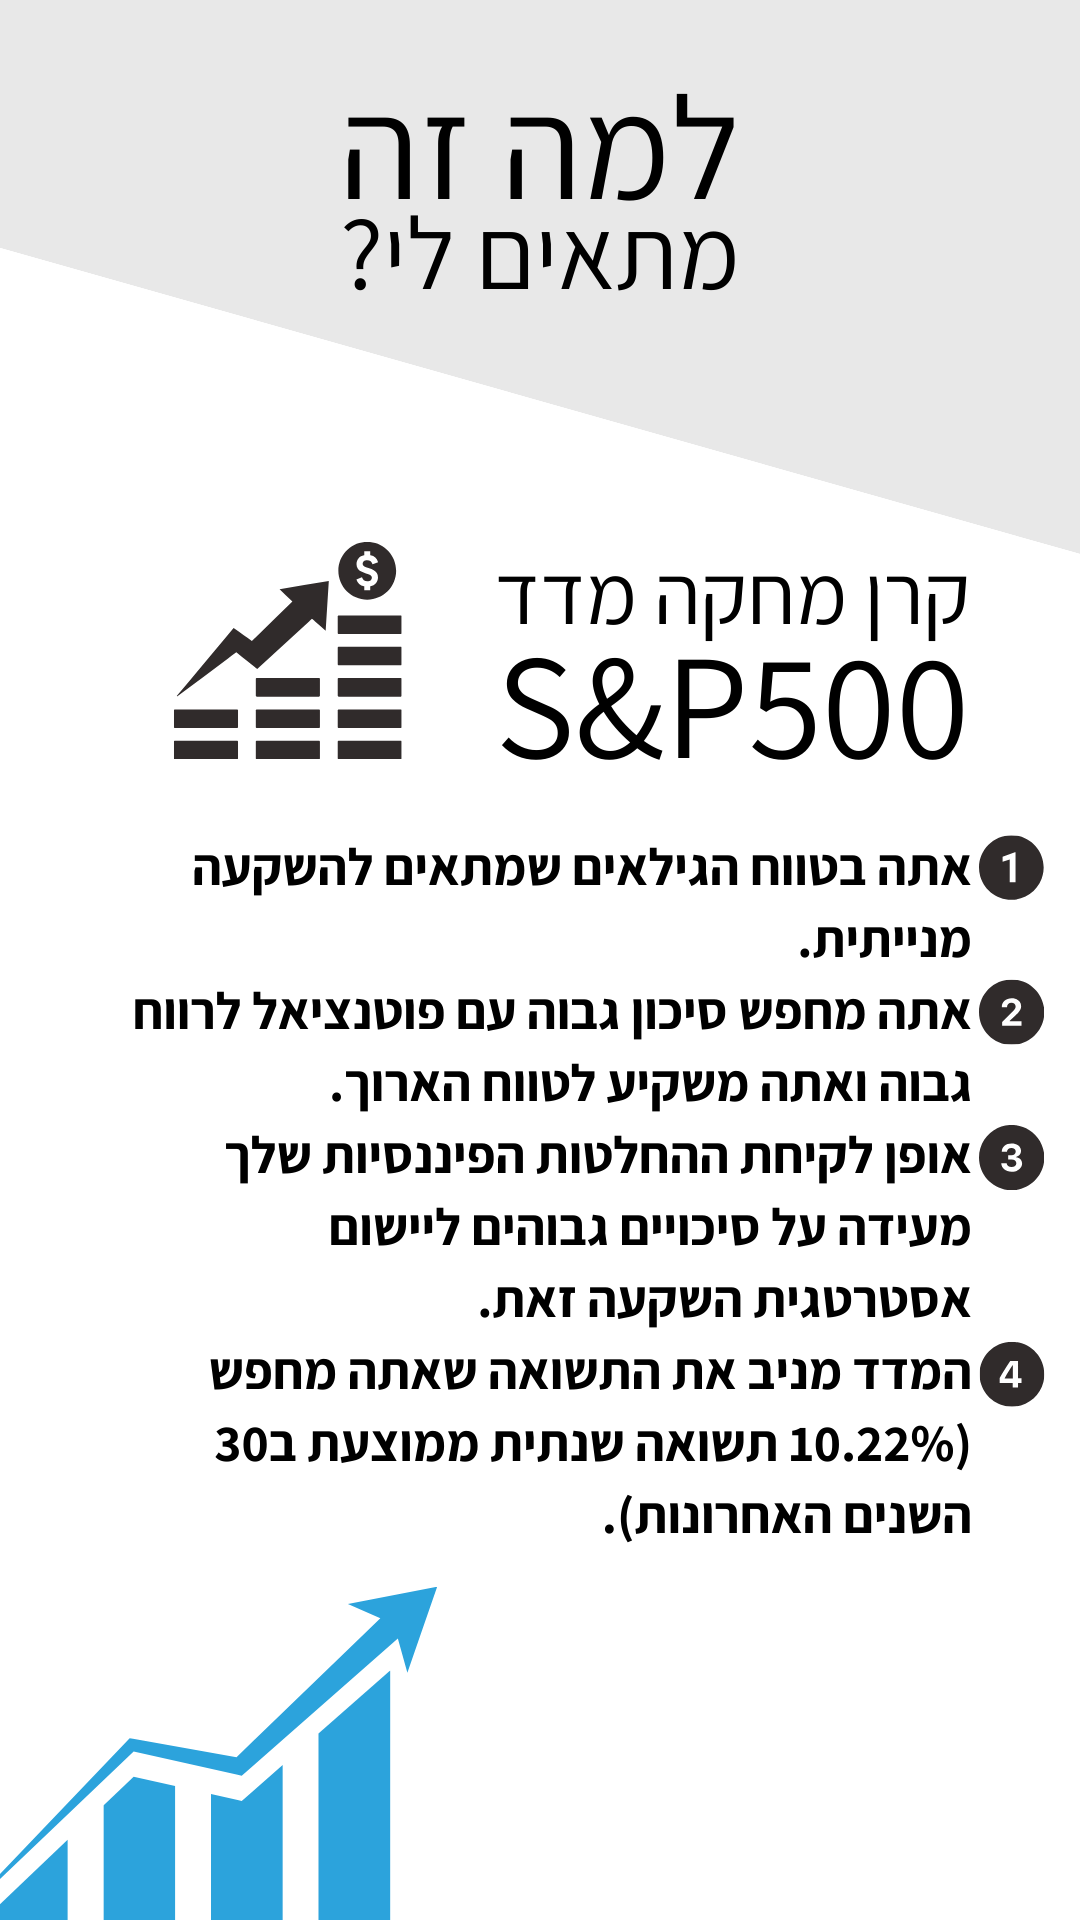 למה זה
מתאים לי?
$
קרן מחקה מדד
S&P500
1 אתה בטווח הגילאים שמתאים להשקעה
מנייתית.
2 אתה מחפש סיכון גבוה עם פוטנציאל לרווח
גבוה ואתה משקיע לטווח הארוך.
3 אופן לקיחת ההחלטות הפיננסיות שלך
מעידה על סיכויים גבוהים ליישום
אסטרטגית השקעה זאת.
4 המדד מניב את התשואה שאתה מחפש
(10.22% תשואה שנתית ממוצעת ב30
השנים האחרונות).